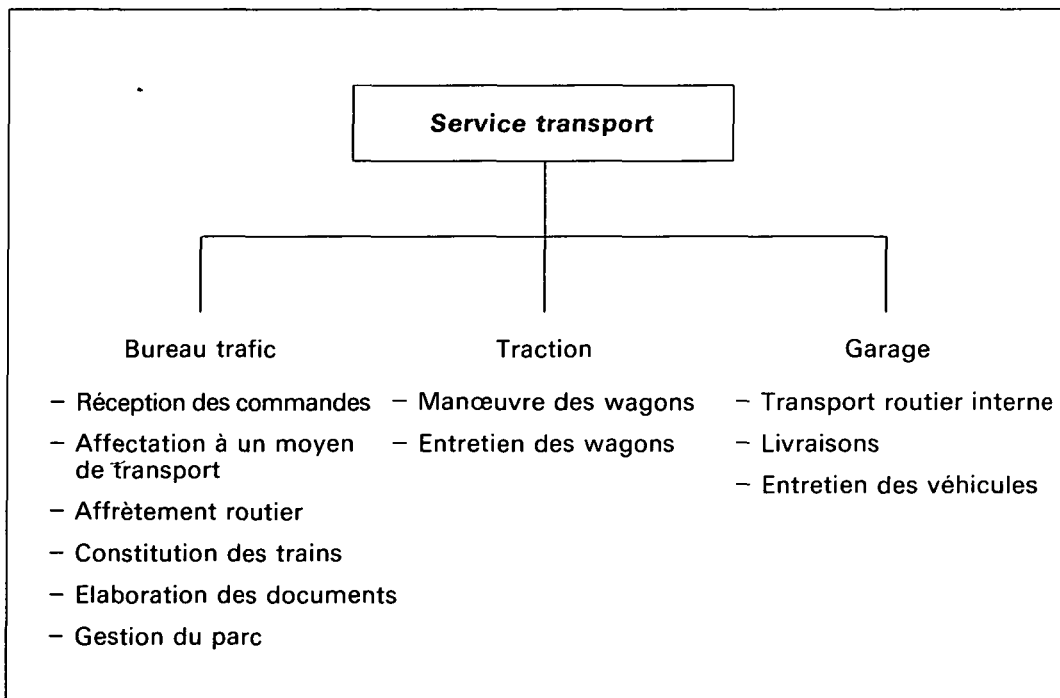 Service transport
Bureau trafic
– Réception des commandes
– Affectation à un moyen
de transport
– Affrètement routier
– Constitution des trains
– Elaboration des documents
– Gestion du parc
Traction
– Manœuvre des wagons
– Entretien des wagons
Garage
– Transport routier interne
– Livraisons
– Entretien des véhicules